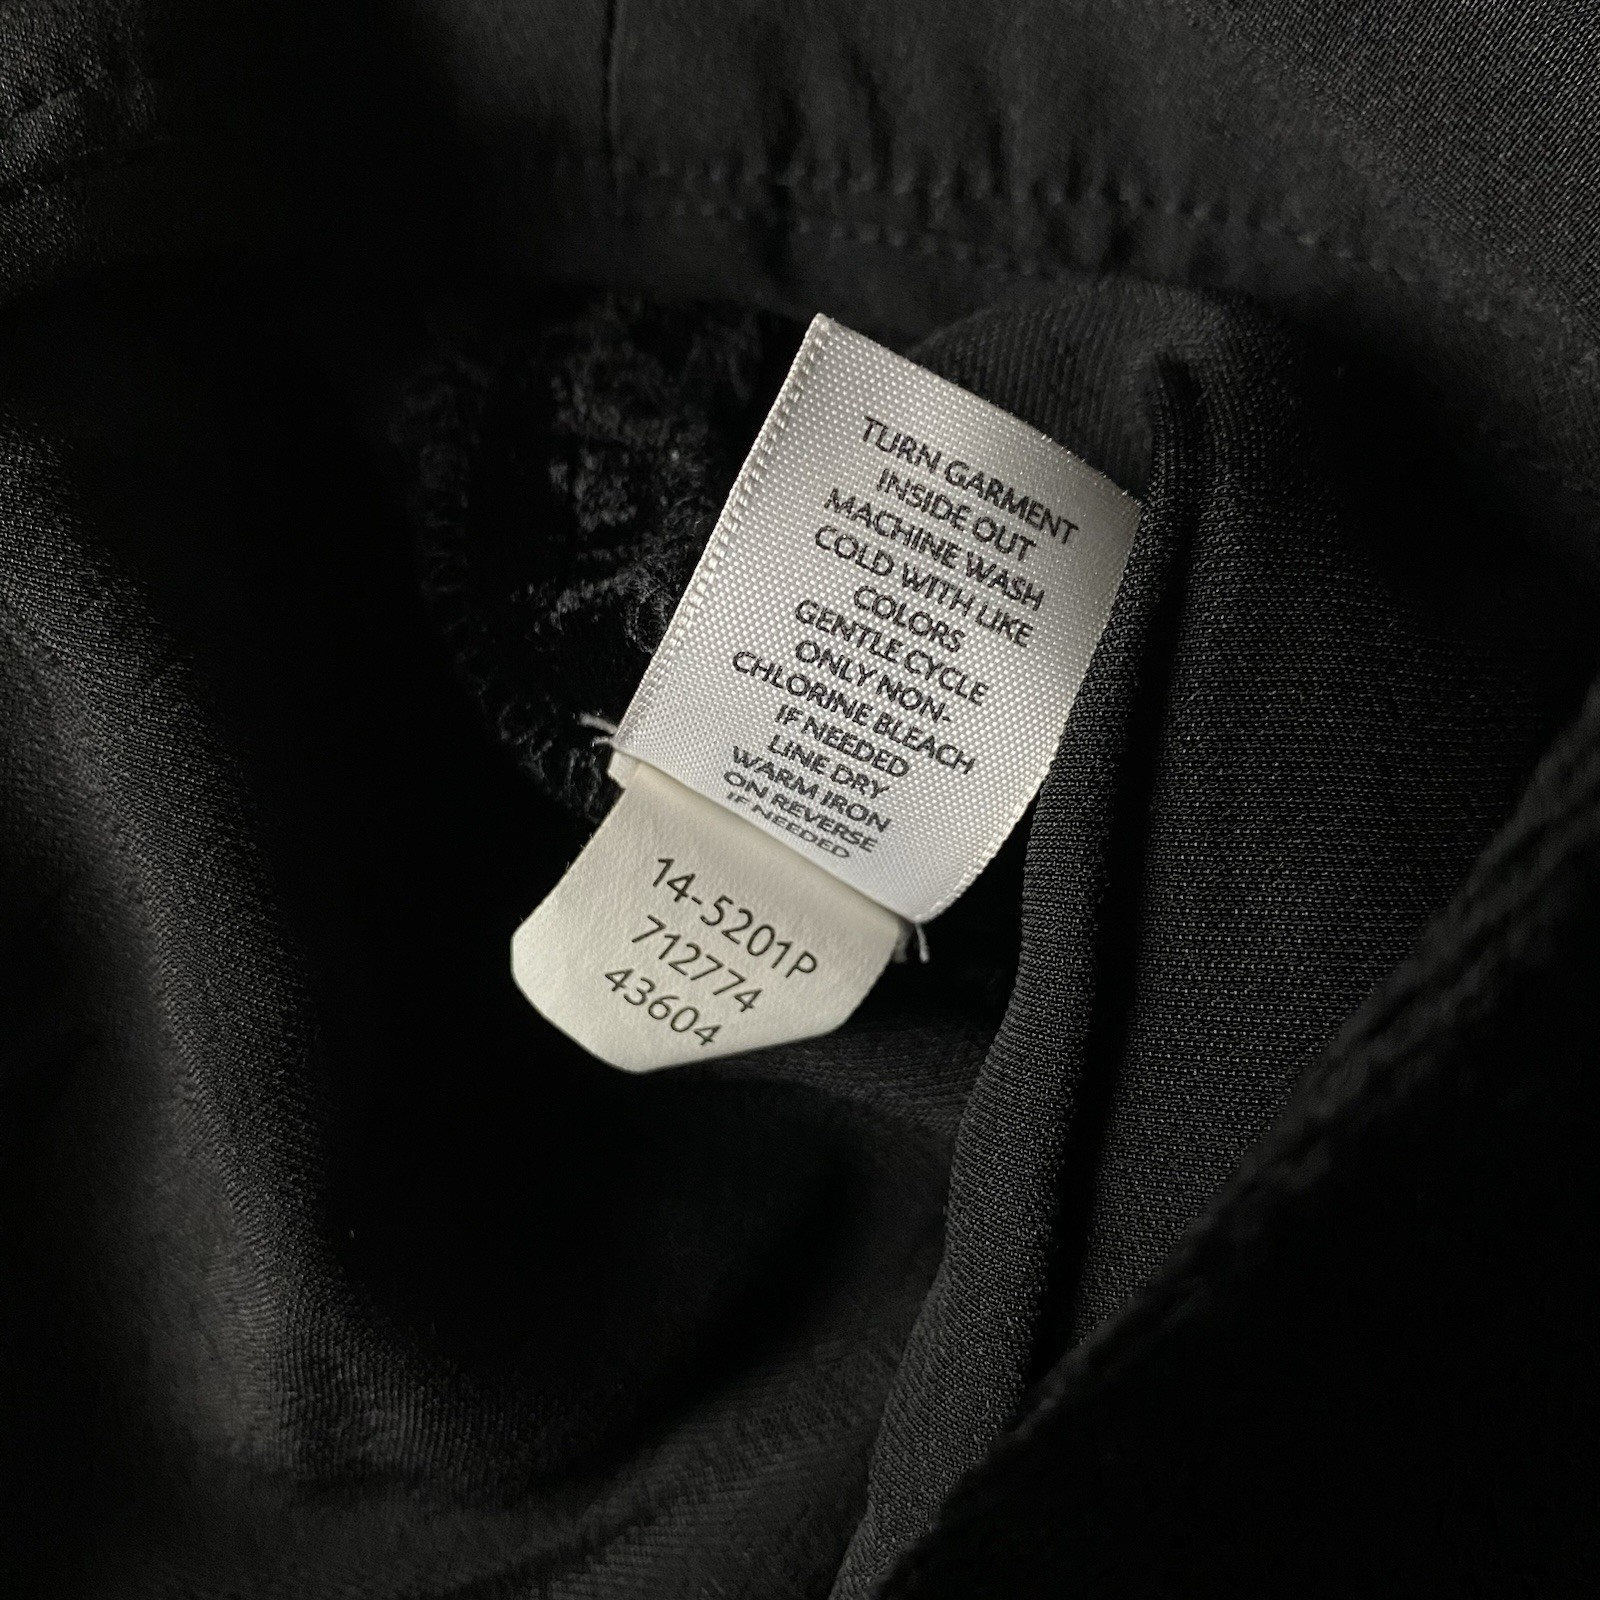 TURN GARMENT
INSIDE OUT
MACHINE WASH
COLD WITH LIKE
COLORS
GENTLE CYCLE
ONLY NON-
CHLORINE BLEACH
IF NEEDED
LINE DRY
WARM IRON
ON REVERSE
IF NEEDED
14-5201P
712774
43604